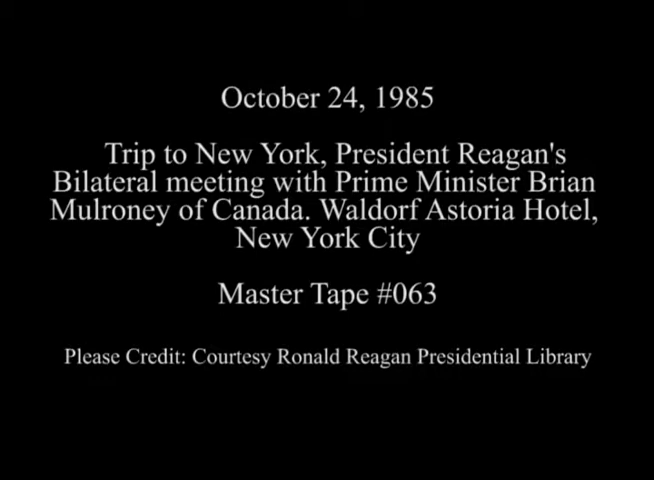 October 24, 1985
Trip to New York, President Reagan's
Bilateral meeting with Prime Minister Brian
Mulroney of Canada. Waldorf Astoria Hotel,
New York City
Master Tape #063
Please Credit: Courtesy Ronald Reagan Presidential Library